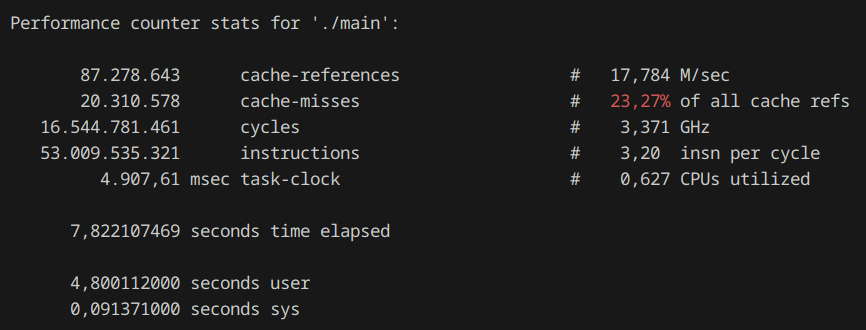 Performance counter stats for './main':
87.278.643 cache-references # 17,784 M/sec
20.310.578 cache-misses # 23,27% of all cache refs
16.544.781.461 cycles # 3,371 GHz
53.009.535.321 instructions # 3,20 insn per cycle
4.907,61 msec task-clock # 0,627 CPUs utilized
7,822107469 seconds time elapsed
4,800112000 seconds user
0,091371000 seconds sys